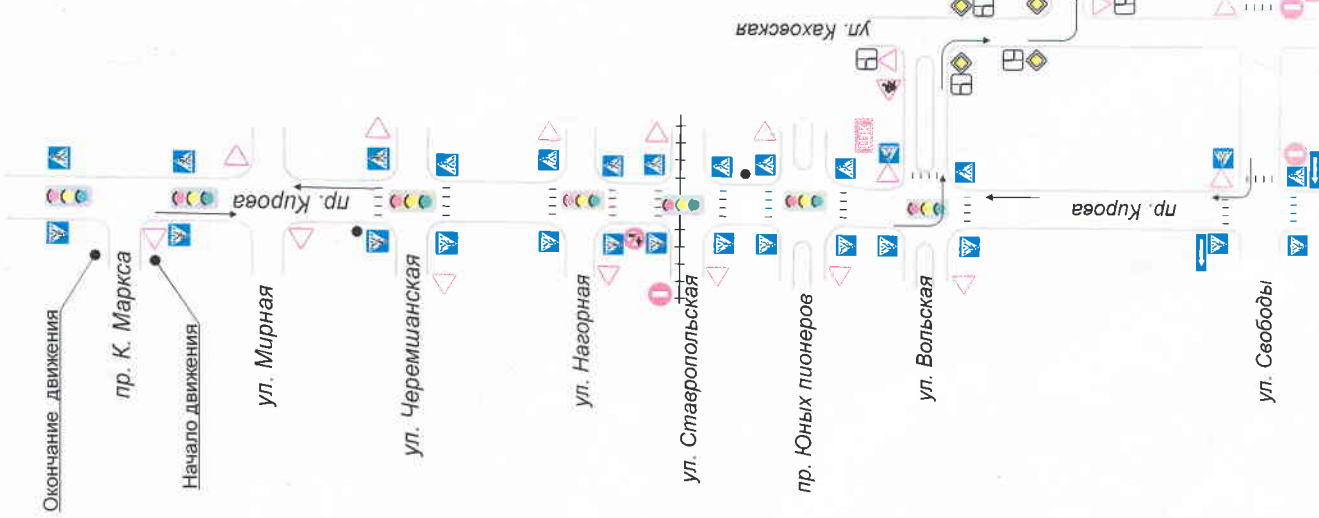 Окончание движения
пр. К. Маркса
Начало движения
пр. Кирова
ул. Мирная
ул. Черемшанская
ул. Нагорная
ул. Ставропольская
пр. Юных пионеров
ул. Каховская
ул. Вольская
пр. Кирова
ул. Свободы